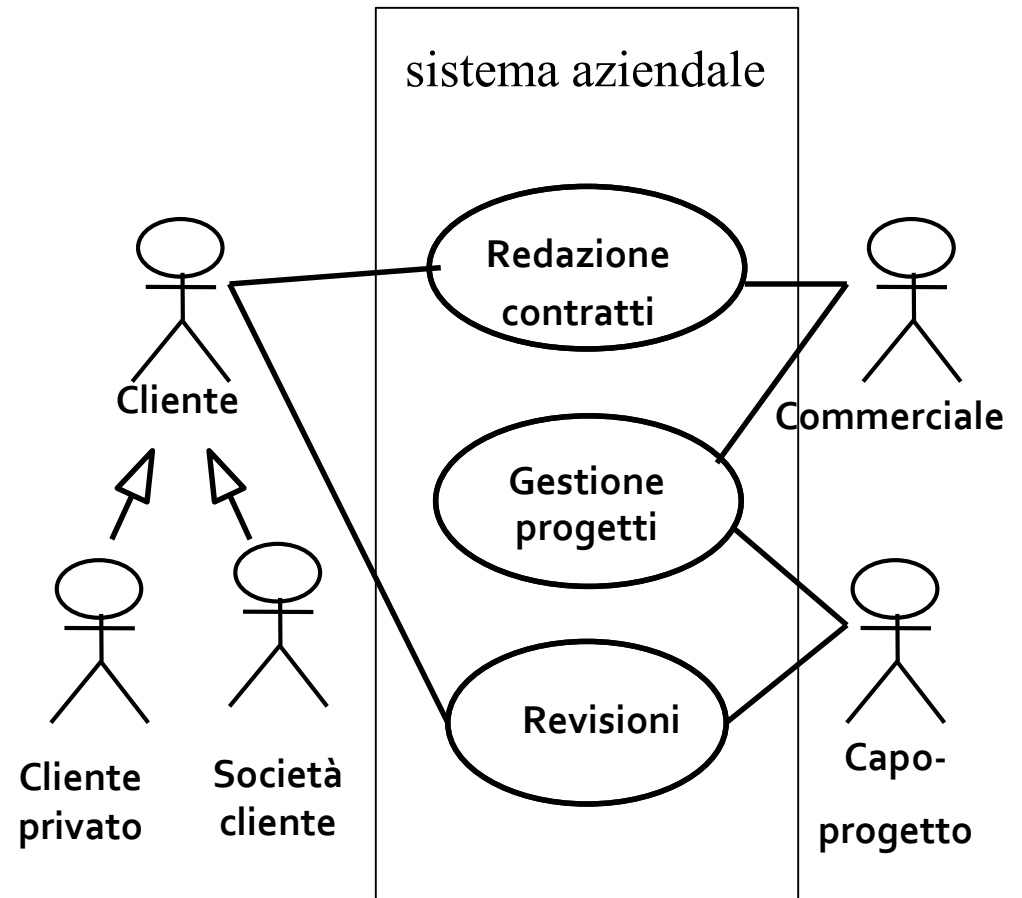 sistema aziendale
Redazione
contratti
Cliente
Commerciale
Gestione
progetti
Revisioni
Cliente
privato
Società
cliente
Capo-
progetto